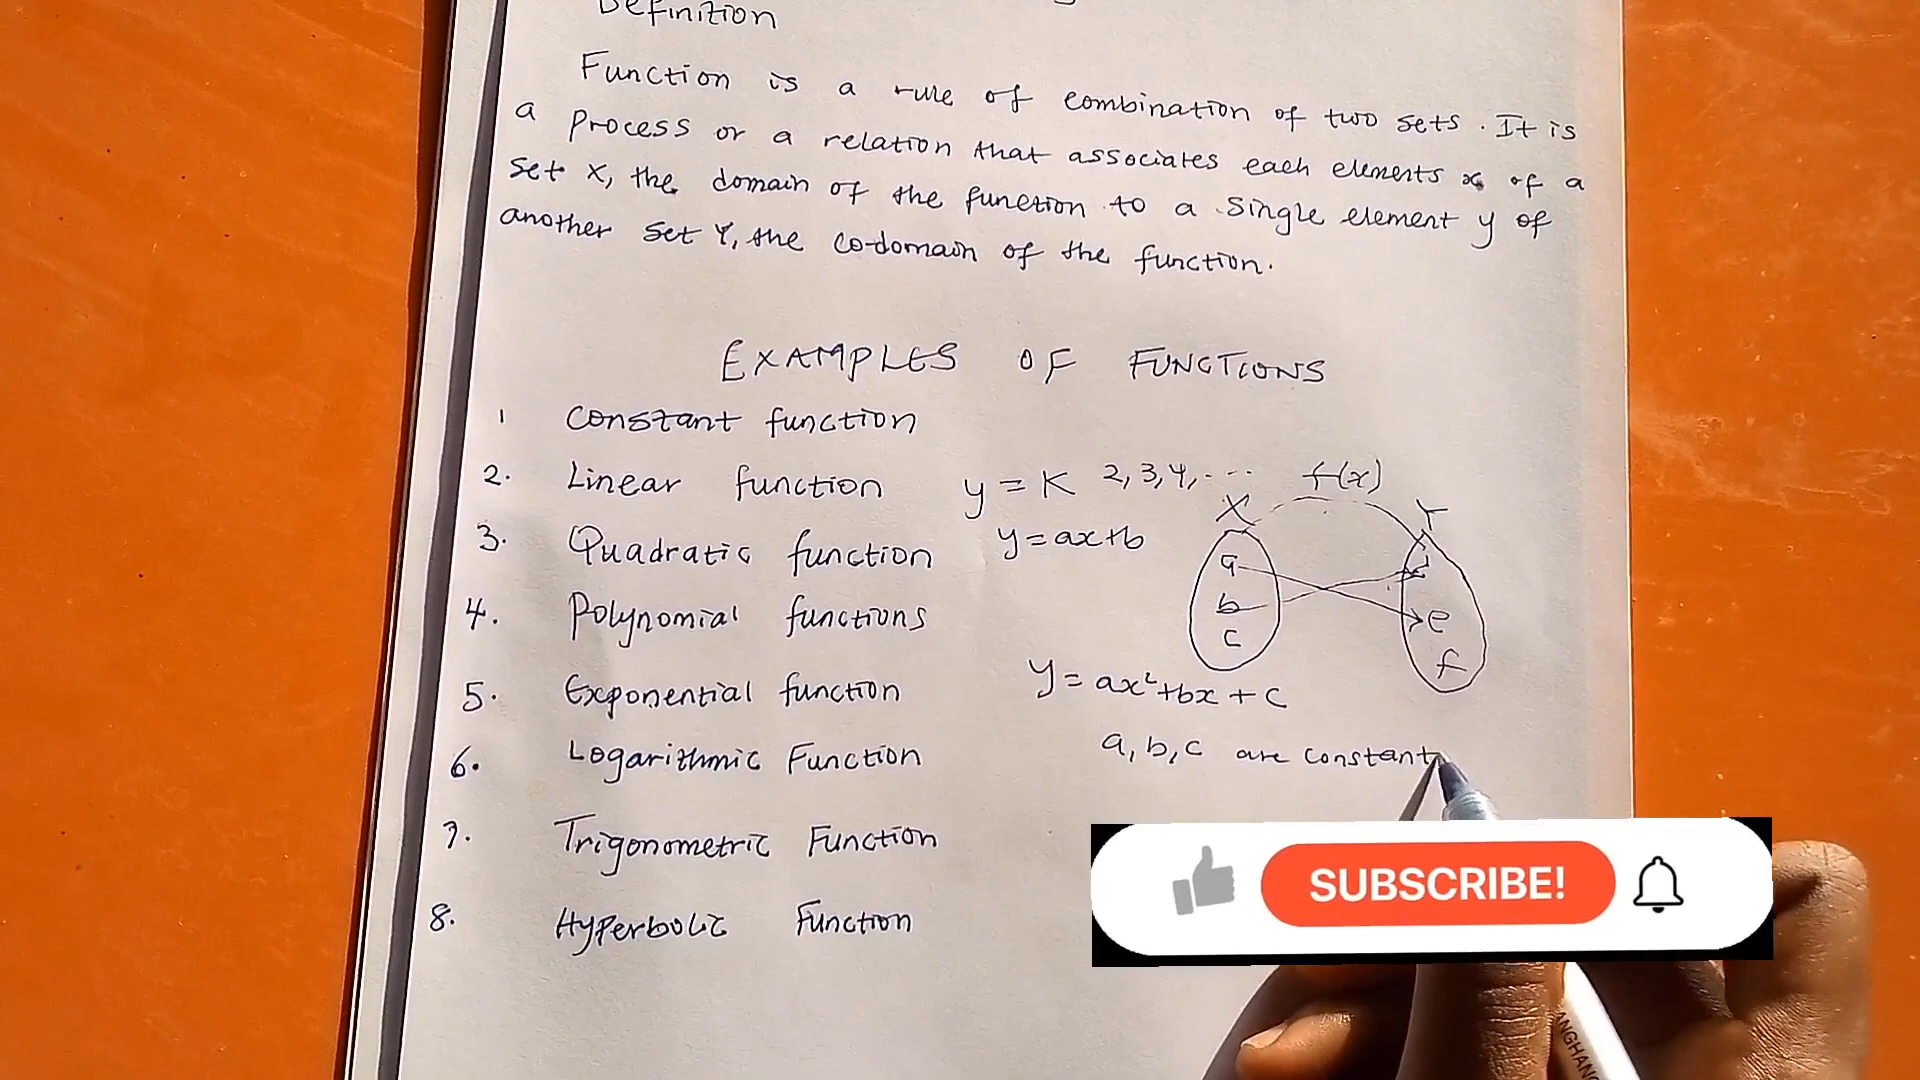 Definition
Function is a rule of combination of two sets. It is
a process or a relation that associates each elements x of a
set X, the domain of the function to a single element y of
another set Y, the co-domain of the function.
EXAMPLES OF FUNCTIONS
1 Constant function
2. Linear function
y = K 2,3,4,...
f(x)
X
Y
3. Quadratic function
y = ax+b
a
b
c
d
e
f
4. Polynomial functions
5. Exponential function
y = ax²+bx + c
6. Logarithmic Function
a, b, c are constant
7. Trigonometric Function
8. Hyperbolic Function
SUBSCRIBE!